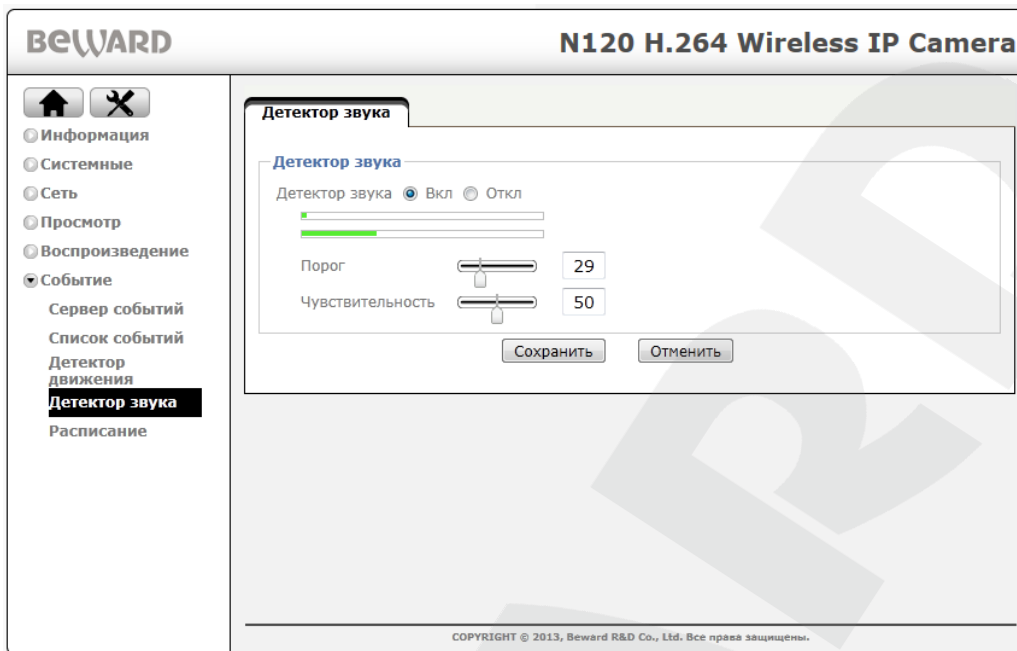 BEWARD
N120 H.264 Wireless IP Camera
Информация
Системные
Сеть
Просмотр
Воспроизведение
Событие
Сервер событий
Список событий
Детектор
движения
Детектор звука
Расписание
Детектор звука
Детектор звука
Детектор звука Вкл Откл
Порог 29
Чувствительность 50
Сохранить Отменить
COPYRIGHT © 2013, Beward R&D Co., Ltd. Все права защищены.